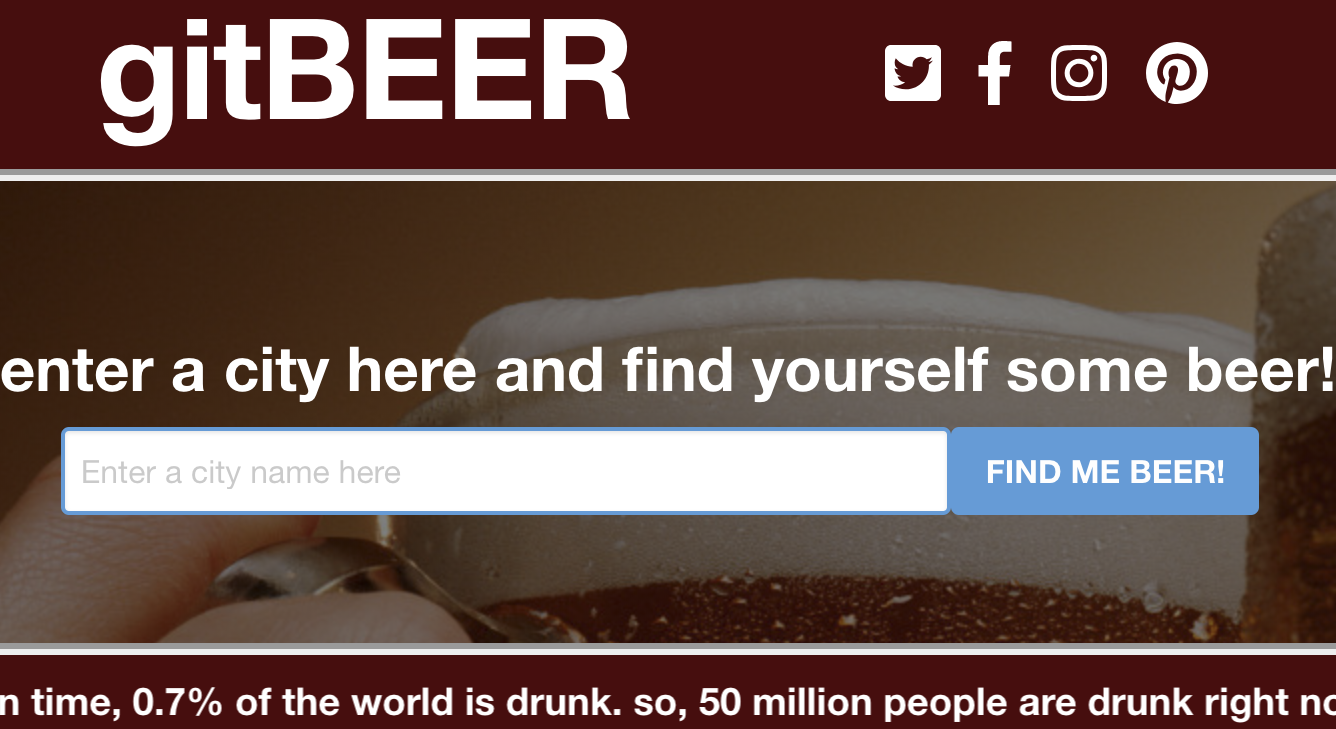 gitBEER
enter a city here and find yourself some beer!
Enter a city name here
FIND ME BEER!
n time, 0.7% of the world is drunk. so, 50 million people are drunk right no